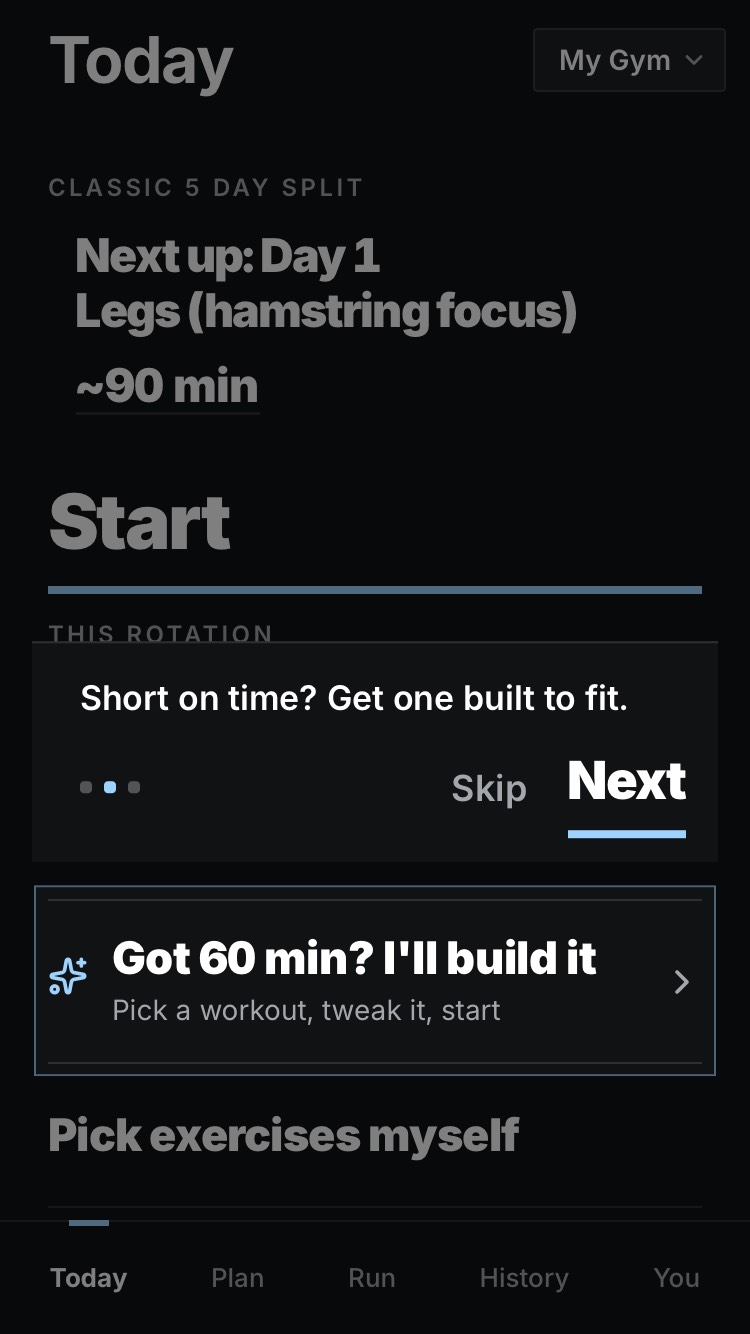 Today
My Gym
CLASSIC 5 DAY SPLIT
Next up: Day 1
Legs (hamstring focus)
~90 min
Start
THIS ROTATION
Short on time? Get one built to fit.
Skip
Next
Got 60 min? I'll build it
Pick a workout, tweak it, start
Pick exercises myself
Today
Plan
Run
History
You